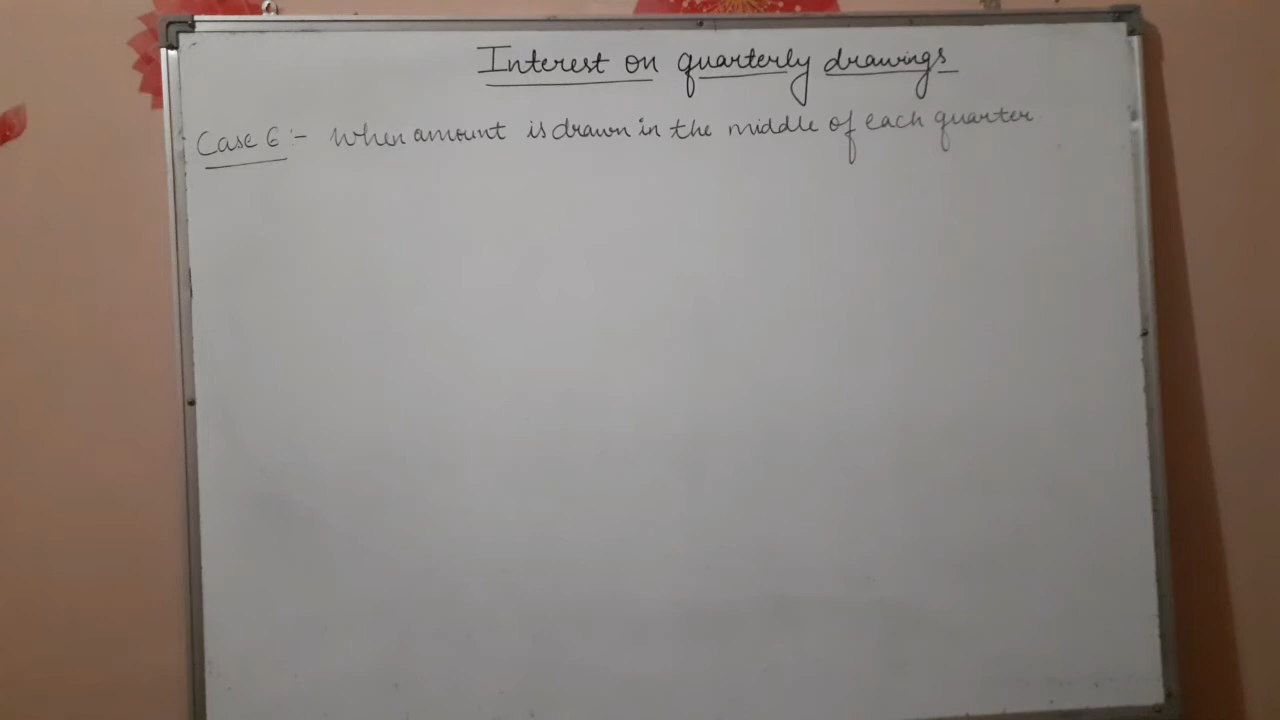 Interest on quarterly drawings
Case 6 :- When amount is drawn in the middle of each quarter